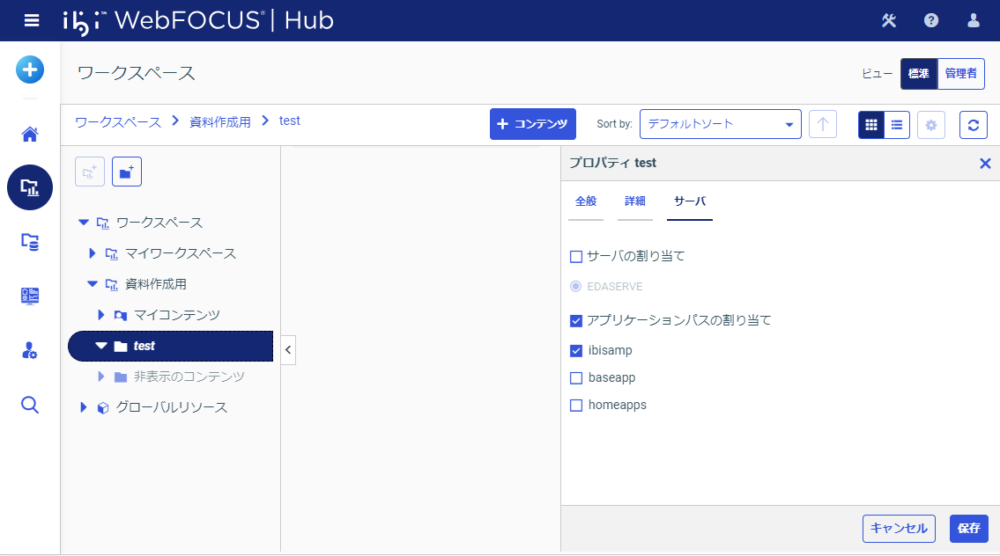 ibi™ WebFOCUS® | Hub
ワークスペース
ビュー 標準 管理者
ワークスペース > 資料作成用 > test
+ コンテンツ
Sort by: デフォルトソート
ワークスペース
マイワークスペース
資料作成用
マイコンテンツ
test
非表示のコンテンツ
グローバルリソース
プロパティ test
全般 詳細 サーバ
サーバの割り当て
EDASERVE
アプリケーションパスの割り当て
ibisamp
baseapp
homeapps
キャンセル 保存